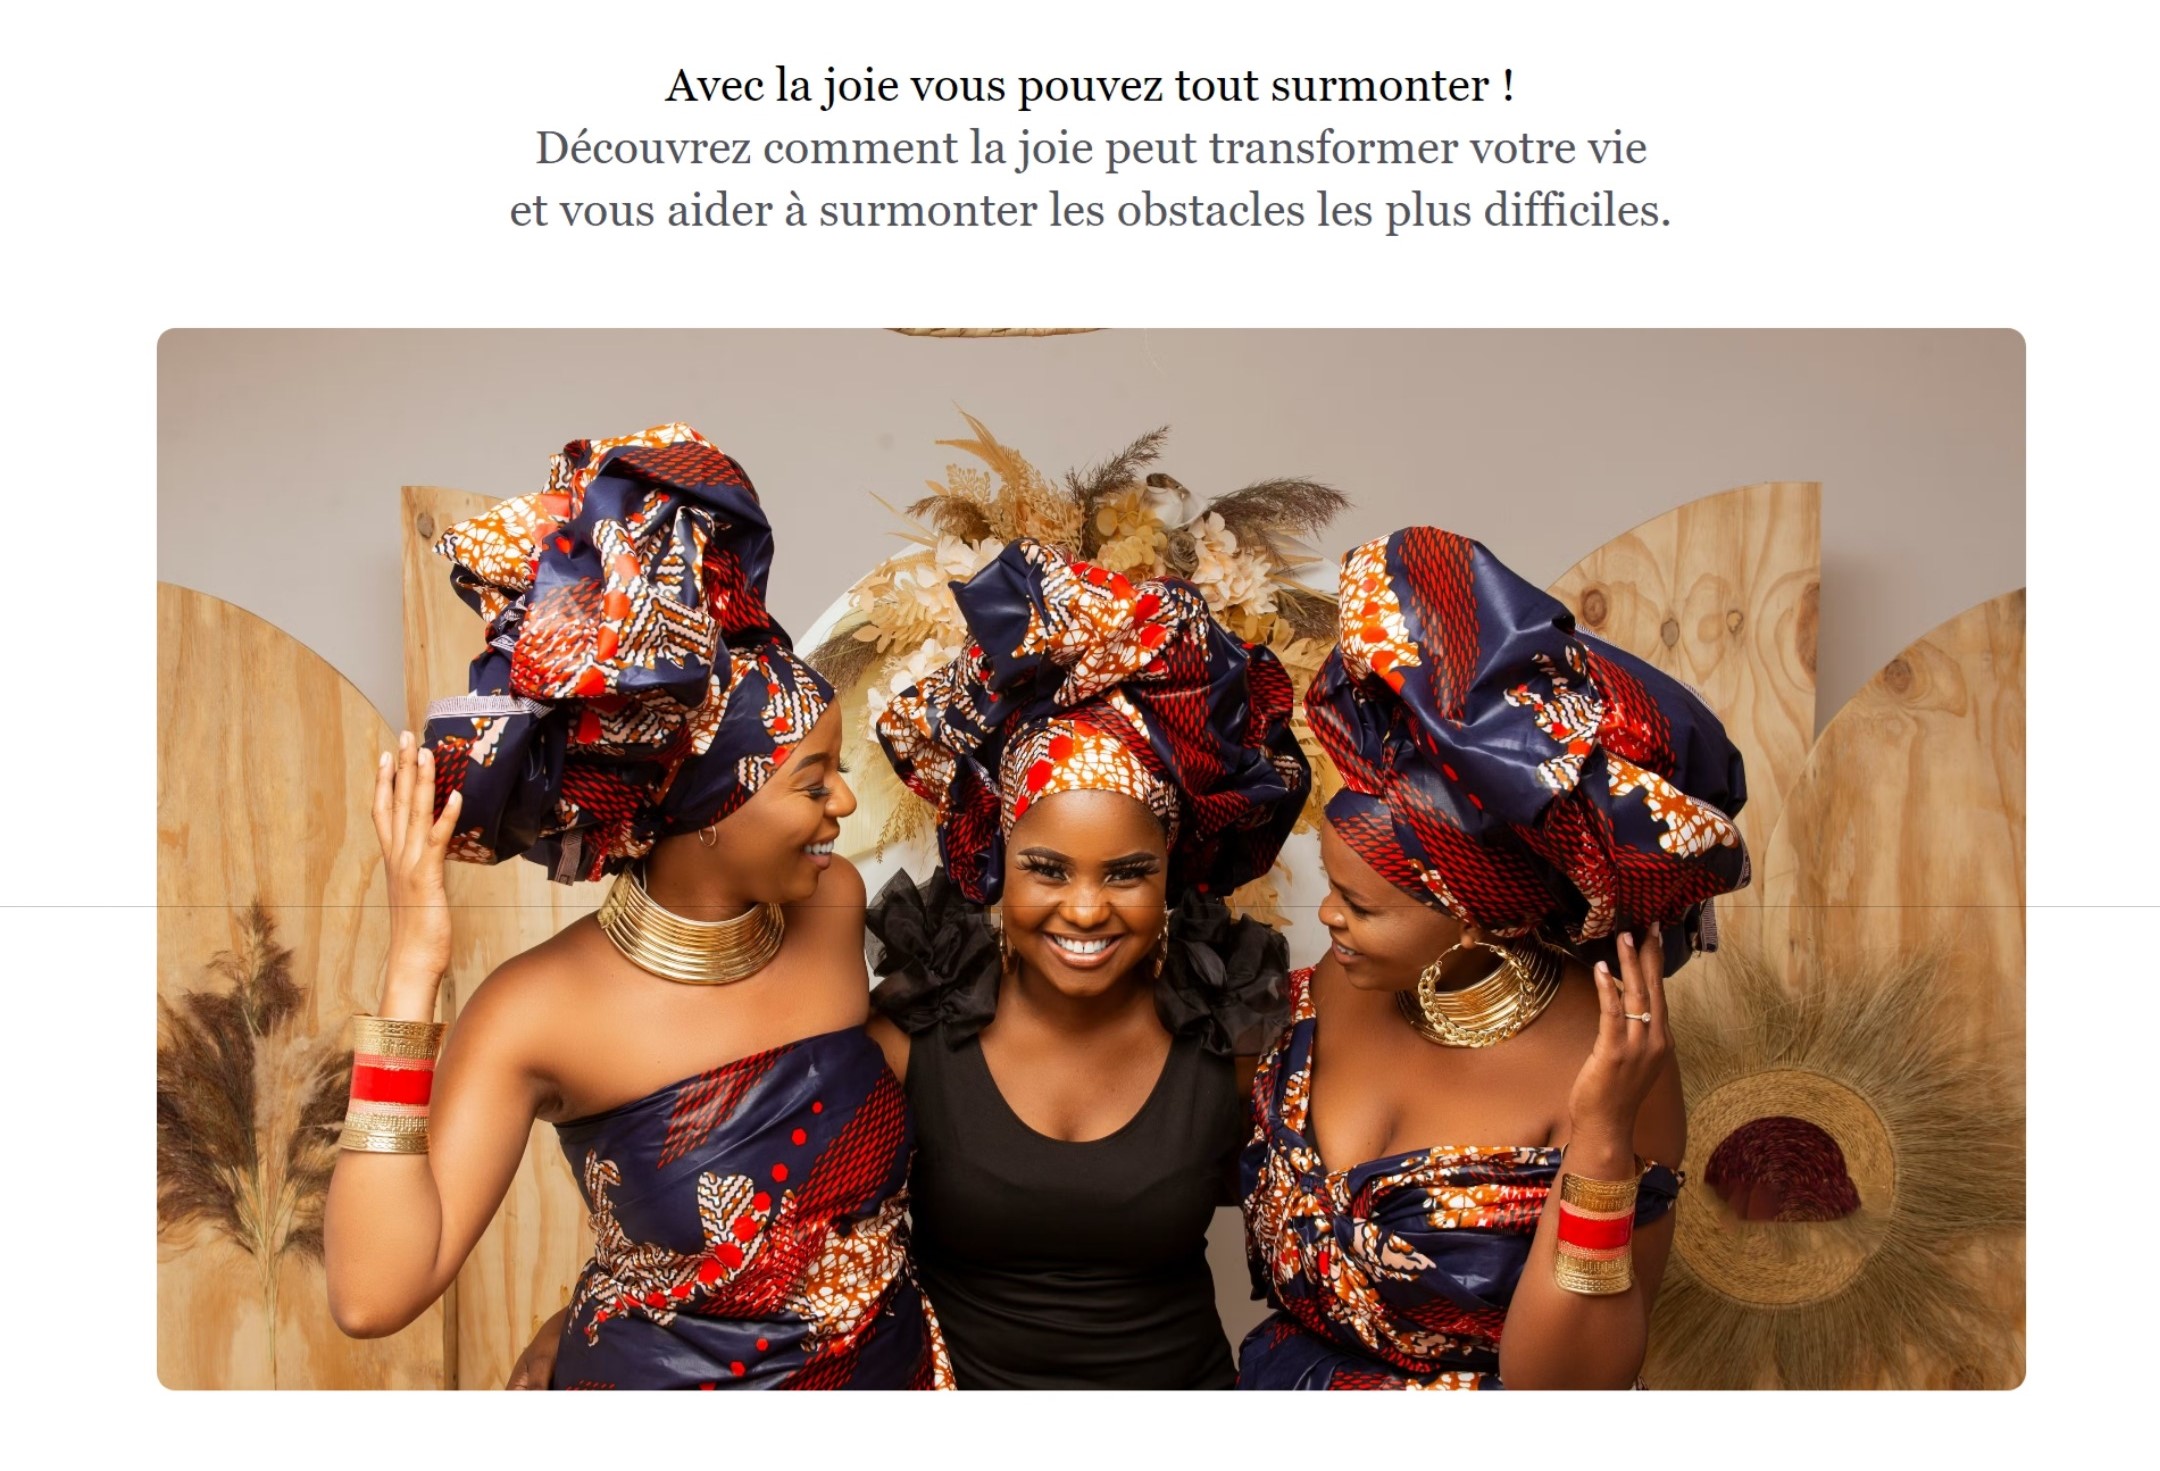 Avec la joie vous pouvez tout surmonter !
Découvrez comment la joie peut transformer votre vie
et vous aider à surmonter les obstacles les plus difficiles.